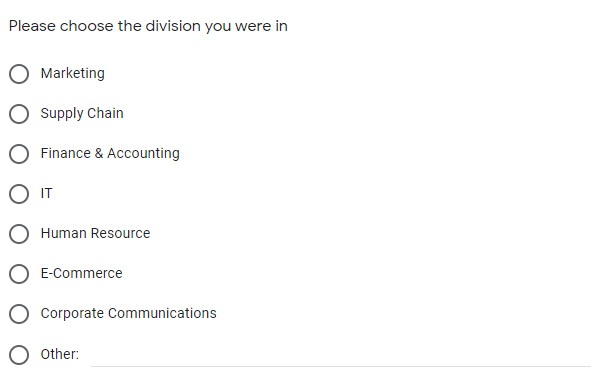 Please choose the division you were in
Marketing
Supply Chain
Finance & Accounting
IT
Human Resource
E-Commerce
Corporate Communications
Other: